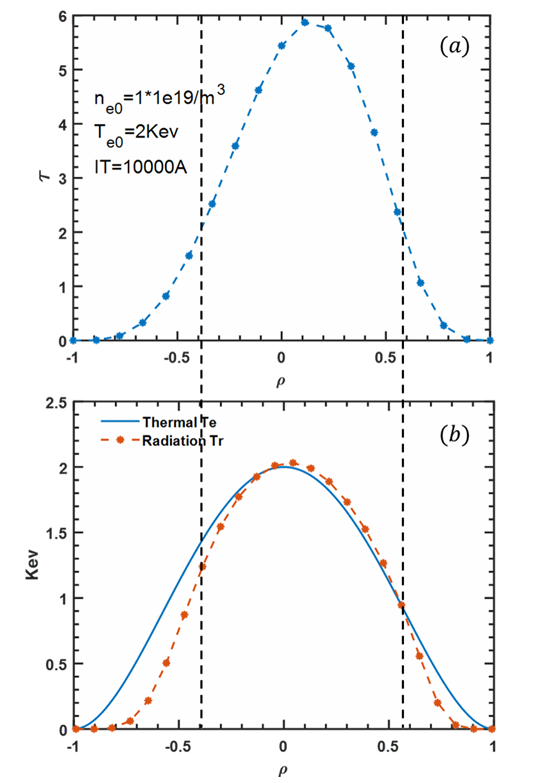 6
(a)
5
n_e0=1*1e19/m^3
T_e0=2Kev
4
IT=10000A
τ
3
2
1
0
-1 -0.5 0 0.5 1
ρ
2.5
Thermal Te
Radiation Tr
(b)
2
1.5
Kev
1
0.5
0
-1 -0.5 0 0.5 1
ρ